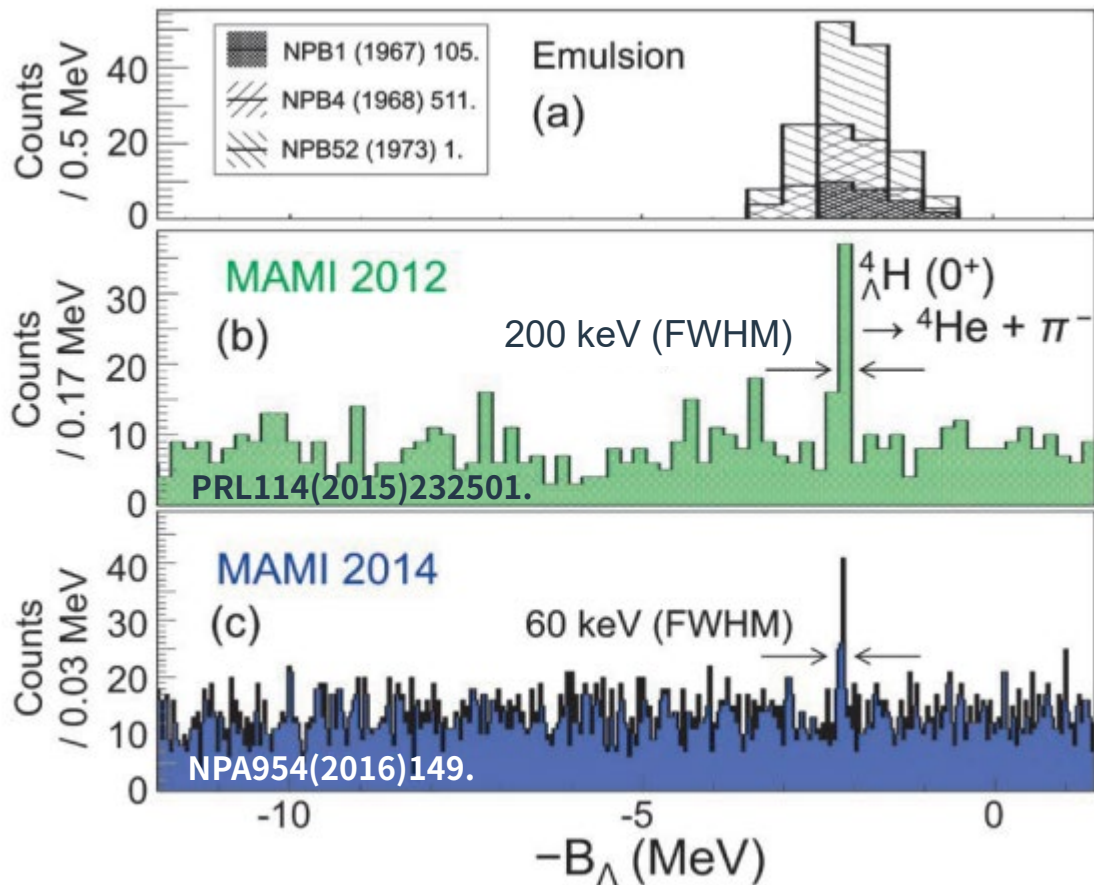 Counts
/ 0.5 MeV
40
20
0
NPB1 (1967) 105.
NPB4 (1968) 511.
NPB52 (1973) 1.
Emulsion
(a)
Counts
/ 0.17 MeV
30
20
10
0
MAMI 2012
(b)
200 keV (FWHM)
⁴ΛH (0⁺)
→ ⁴He + π⁻
PRL114(2015)232501.
Counts
/ 0.03 MeV
40
30
20
10
0
MAMI 2014
(c)
60 keV (FWHM)
NPA954(2016)149.
-10 -5 0
−BΛ (MeV)